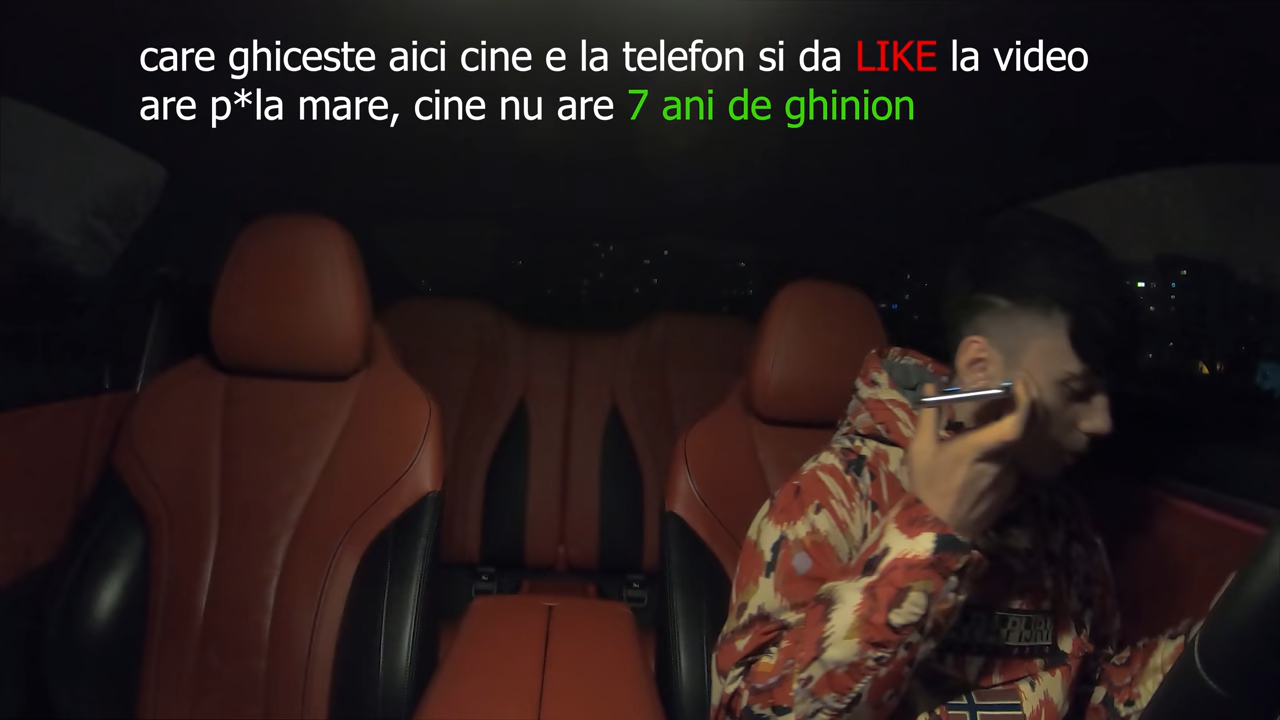 care ghiceste aici cine e la telefon si da LIKE la video
are p*la mare, cine nu are 7 ani de ghinion